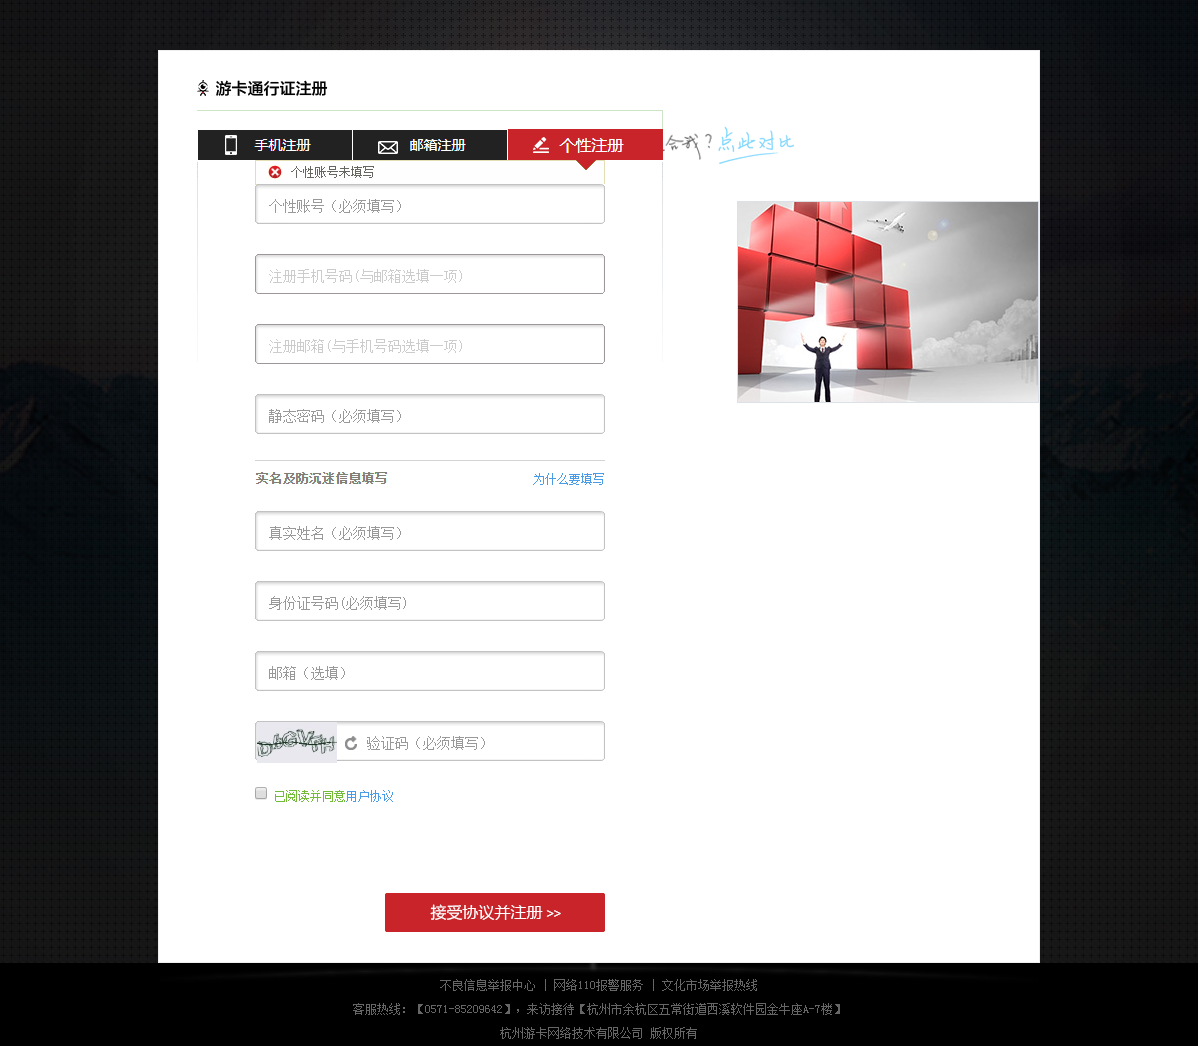 游卡通行证注册
手机注册
邮箱注册
个性注册
合我？点此对比
个性账号未填写
个性账号（必须填写）
注册手机号码(与邮箱选填一项)
注册邮箱(与手机号码选填一项)
静态密码（必须填写）
实名及防沉迷信息填写
为什么要填写
真实姓名（必须填写）
身份证号码(必须填写)
邮箱（选填）
验证码（必须填写）
已阅读并同意用户协议
接受协议并注册 >>
不良信息举报中心 | 网络110报警服务 | 文化市场举报热线
客服热线：【0571-85209642】，来访接待【杭州市余杭区五常街道西溪软件园金牛座A-7楼】
杭州游卡网络技术有限公司 版权所有